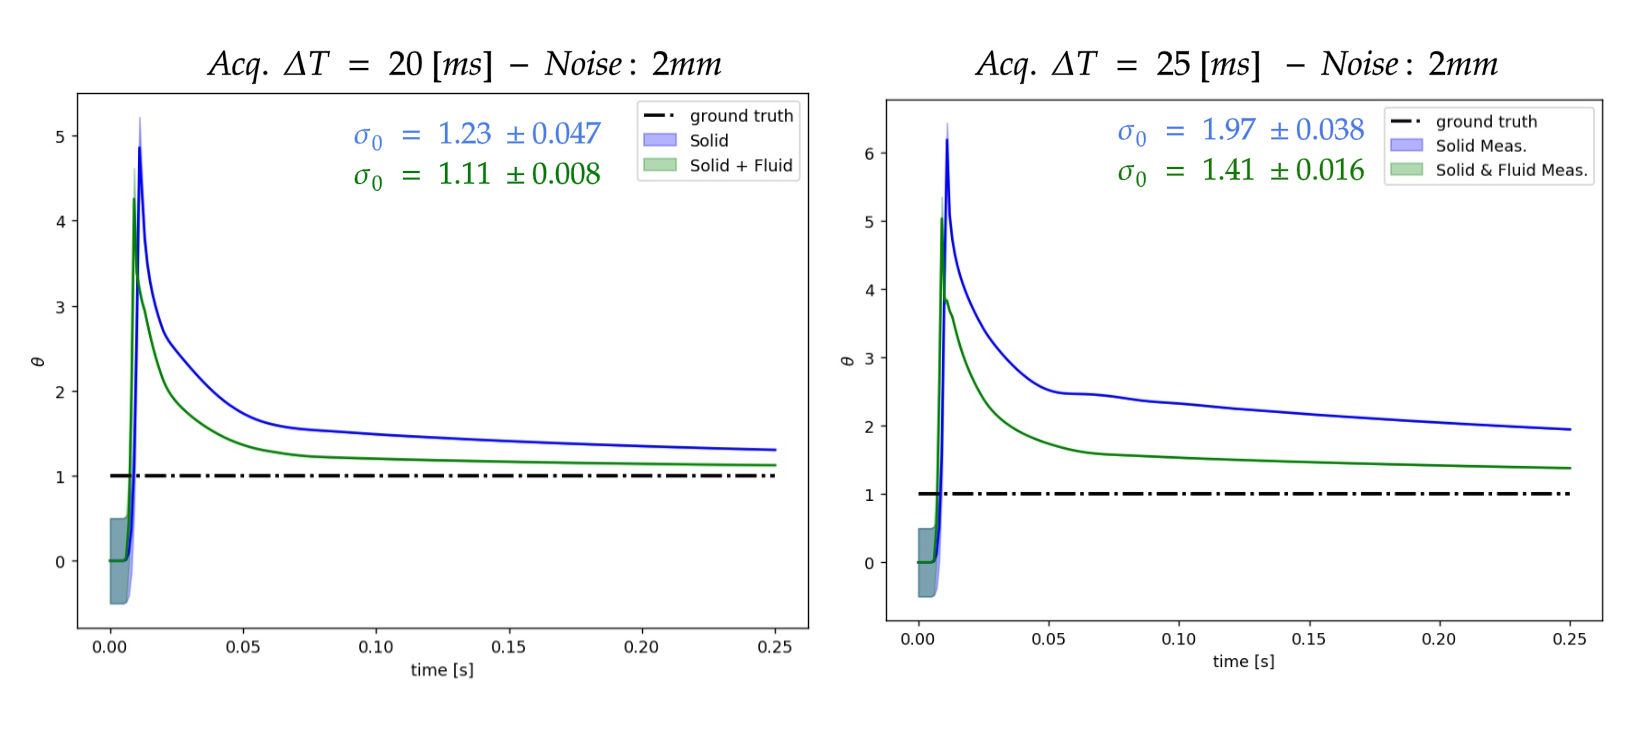 Acq. ΔT = 20 [ms] – Noise: 2mm
σ0 = 1.23 ±0.047
σ0 = 1.11 ±0.008
ground truth
Solid
Solid + Fluid
5
4
3
2
1
0
θ
0.00 0.05 0.10 0.15 0.20 0.25
time [s]
Acq. ΔT = 25 [ms] – Noise: 2mm
σ0 = 1.97 ±0.038
σ0 = 1.41 ±0.016
ground truth
Solid Meas.
Solid & Fluid Meas.
6
5
4
3
2
1
0
θ
0.00 0.05 0.10 0.15 0.20 0.25
time [s]